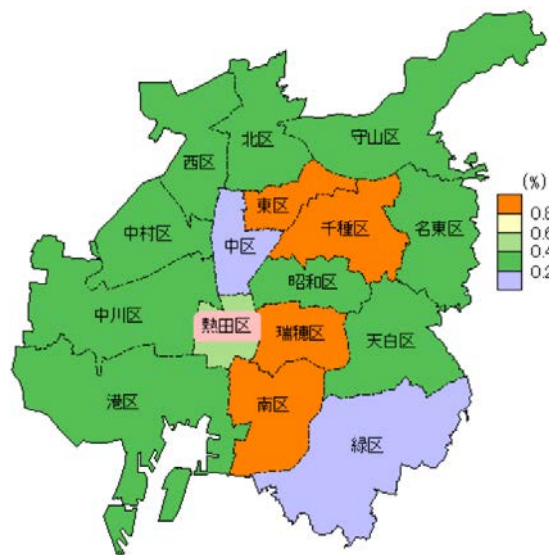 北区
守山区
西区
(%)
東区
0.8
中村区
千種区
名東区
0.6
中区
0.4
昭和区
0.2
中川区
熱田区
瑞穂区
天白区
港区
南区
緑区